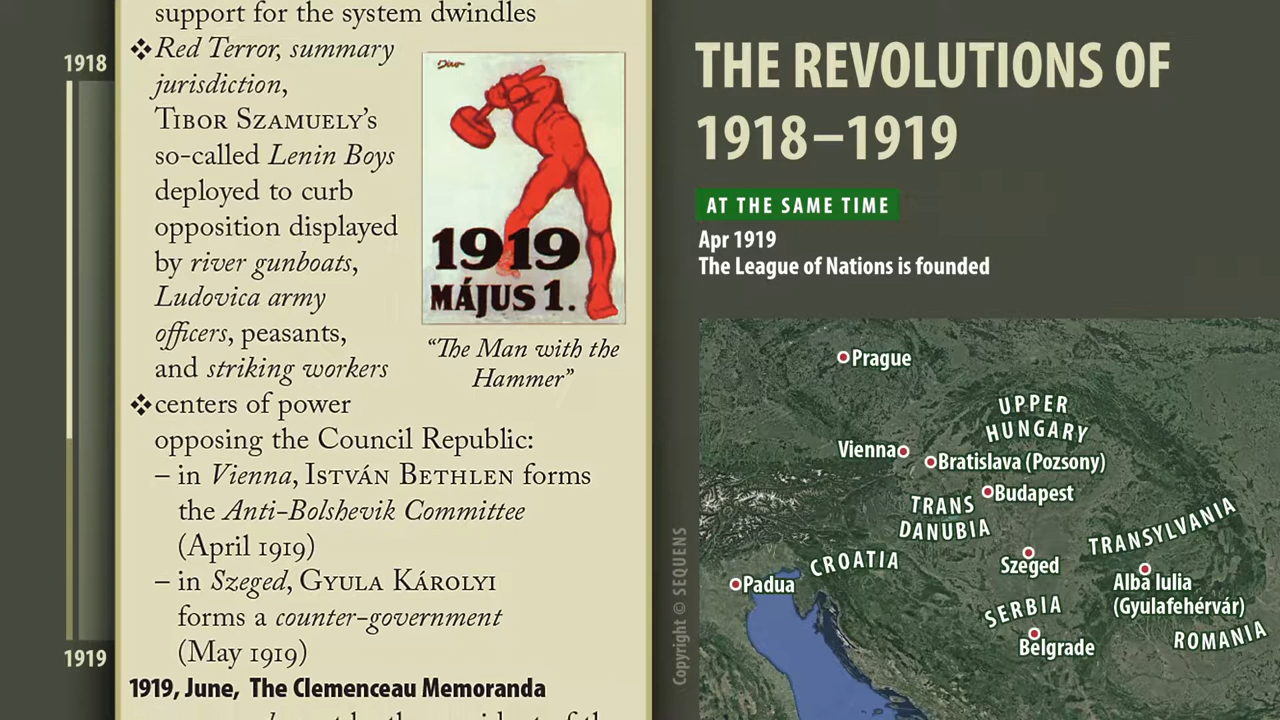 support for the system dwindles
❖Red Terror, summary
jurisdiction,
TIBOR SZAMUELY's
so-called Lenin Boys
deployed to curb
opposition displayed
by river gunboats,
Ludovica army
officers, peasants,
and striking workers
1919
MÁJUS 1.
"The Man with the
Hammer"
❖centers of power
opposing the Council Republic:
– in Vienna, ISTVÁN BETHLEN forms
the Anti-Bolshevik Committee
(April 1919)
– in Szeged, GYULA KÁROLYI
forms a counter-government
(May 1919)
1919, June, The Clemenceau Memoranda
1918
1919
THE REVOLUTIONS OF
1918–1919
AT THE SAME TIME
Apr 1919
The League of Nations is founded
Prague
UPPER
HUNGARY
Vienna
Bratislava (Pozsony)
Budapest
TRANS
DANUBIA
TRANSYLVANIA
CROATIA
Szeged
Padua
Alba Iulia
(Gyulafehérvár)
SERBIA
ROMANIA
Belgrade
Copyright © SEQUENS